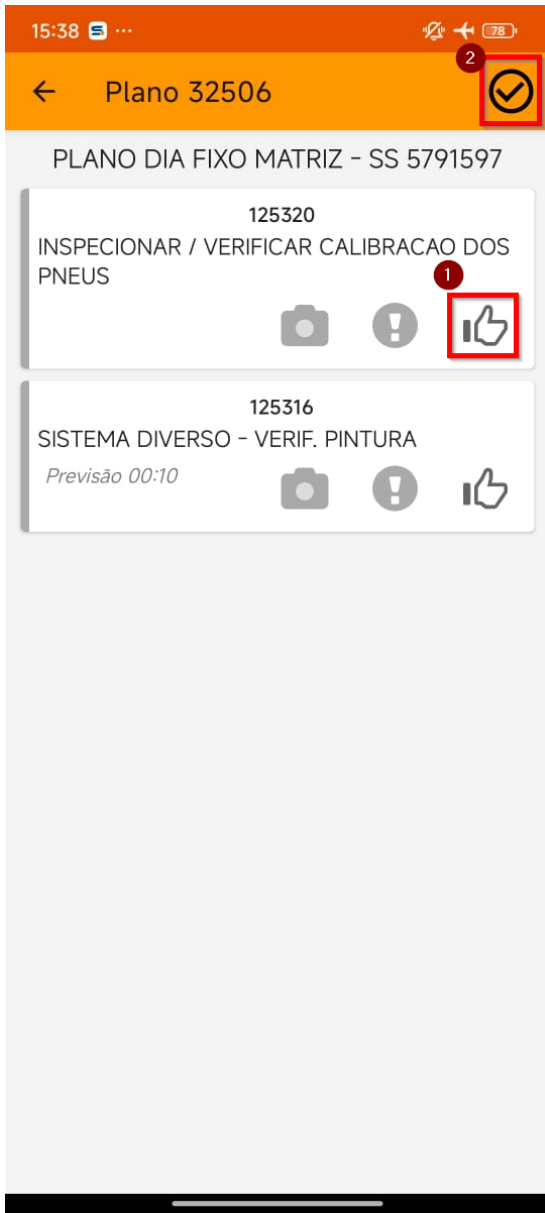 15:38 S ...
78
2
← Plano 32506
PLANO DIA FIXO MATRIZ - SS 5791597
125320
INSPECIONAR / VERIFICAR CALIBRACAO DOS
PNEUS
1
125316
SISTEMA DIVERSO - VERIF. PINTURA
Previsão 00:10